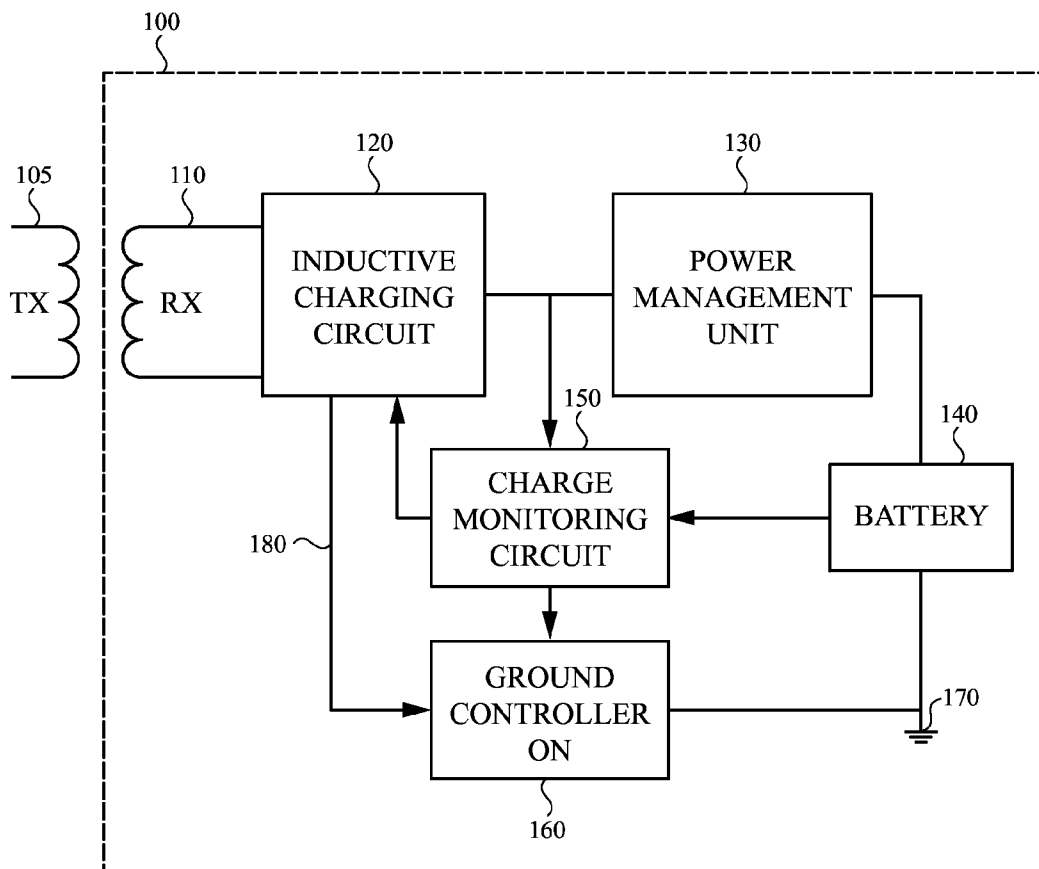 100
105
110
120
130
TX
RX
INDUCTIVE
CHARGING
CIRCUIT
POWER
MANAGEMENT
UNIT
150
140
CHARGE
MONITORING
CIRCUIT
BATTERY
180
GROUND
CONTROLLER
ON
170
160